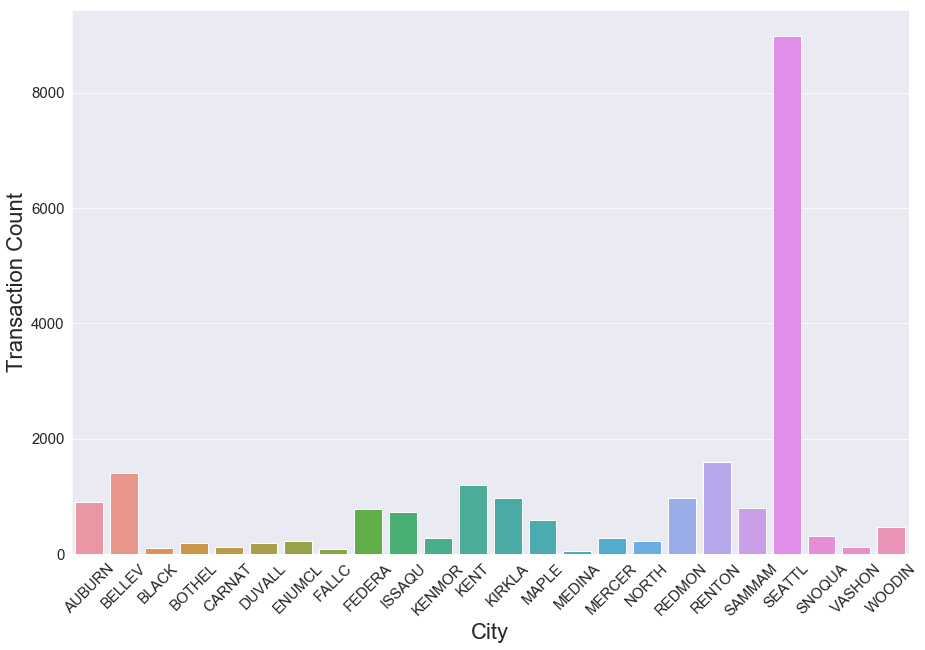 Transaction Count
8000
6000
4000
2000
0
AUBURN
BELLEV
BLACK
BOTHEL
CARNAT
DUVALL
ENUMCL
FALLC
FEDERA
ISSAQU
KENMOR
KENT
KIRKLA
MAPLE
MEDINA
MERCER
NORTH
REDMON
RENTON
SAMMAM
SEATTL
SNOQUA
VASHON
WOODIN
City